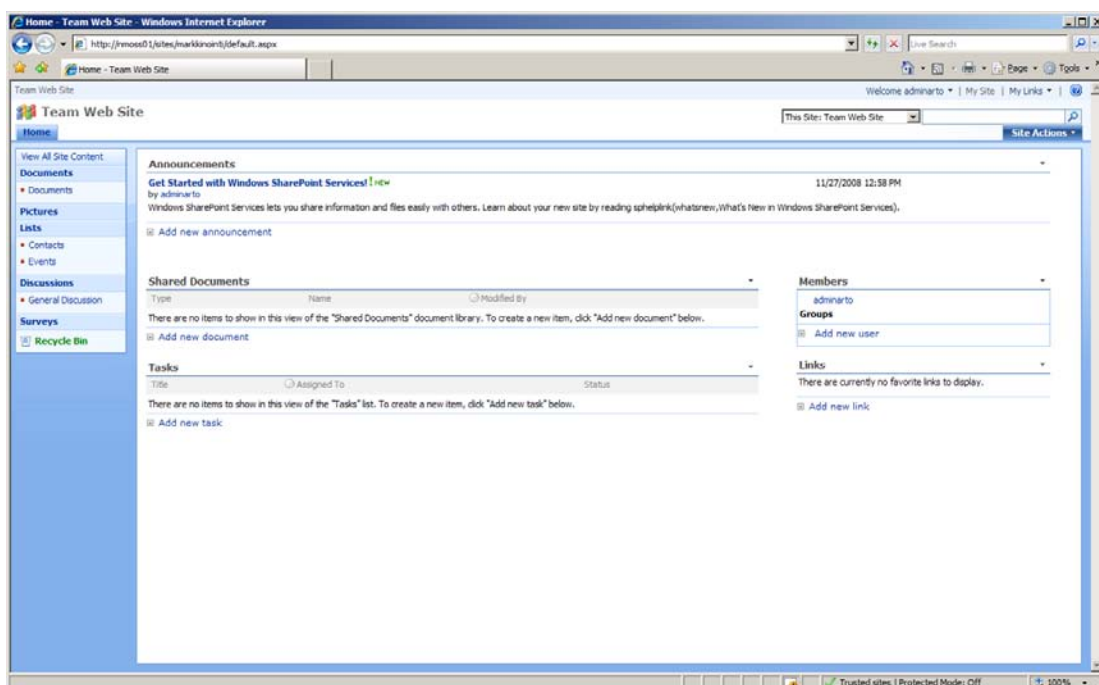 Home - Team Web Site - Windows Internet Explorer
http://rmoss01/sites/markkinointi/default.aspx
Live Search
Home - Team Web Site
Page
Tools
Team Web Site
Welcome adminarto
My Site
My Links
Team Web Site
This Site: Team Web Site
Home
Site Actions
View All Site Content
Documents
Documents
Pictures
Lists
Contacts
Events
Discussions
General Discussion
Surveys
Recycle Bin
Announcements
Get Started with Windows SharePoint Services! ! NEW
11/27/2008 12:58 PM
by adminarto
Windows SharePoint Services lets you share information and files easily with others. Learn about your new site by reading sphelplink(whatsnew,What's New in Windows SharePoint Services).
Add new announcement
Shared Documents
Type Name Modified By
There are no items to show in this view of the "Shared Documents" document library. To create a new item, click "Add new document" below.
Add new document
Tasks
Title Assigned To Status
There are no items to show in this view of the "Tasks" list. To create a new item, click "Add new task" below.
Add new task
Members
adminarto
Groups
Add new user
Links
There are currently no favorite links to display.
Add new link
Trusted sites | Protected Mode: Off
100%